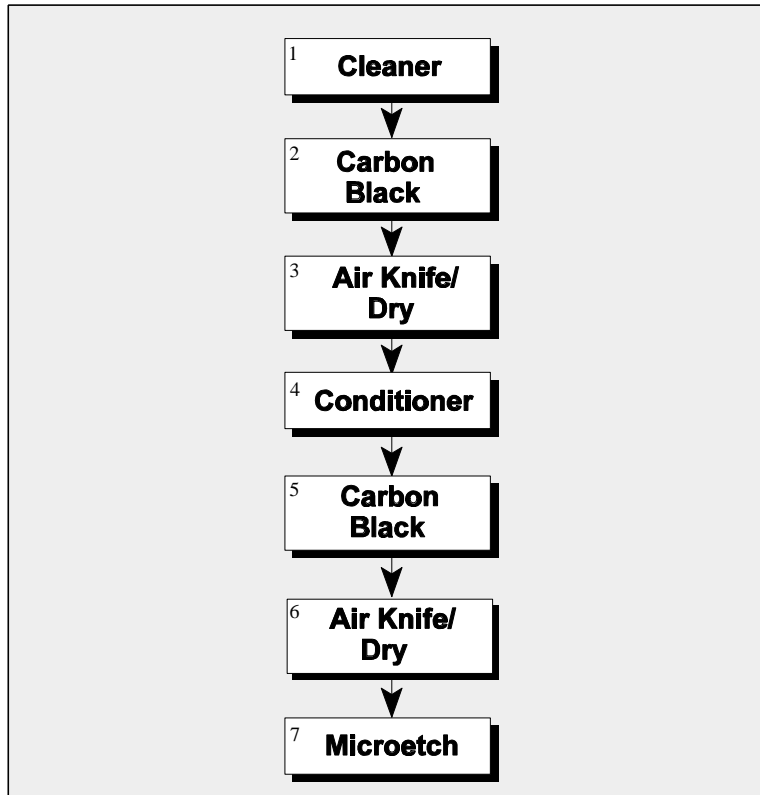 1 Cleaner
2 Carbon
Black
3 Air Knife/
Dry
4 Conditioner
5 Carbon
Black
6 Air Knife/
Dry
7 Microetch